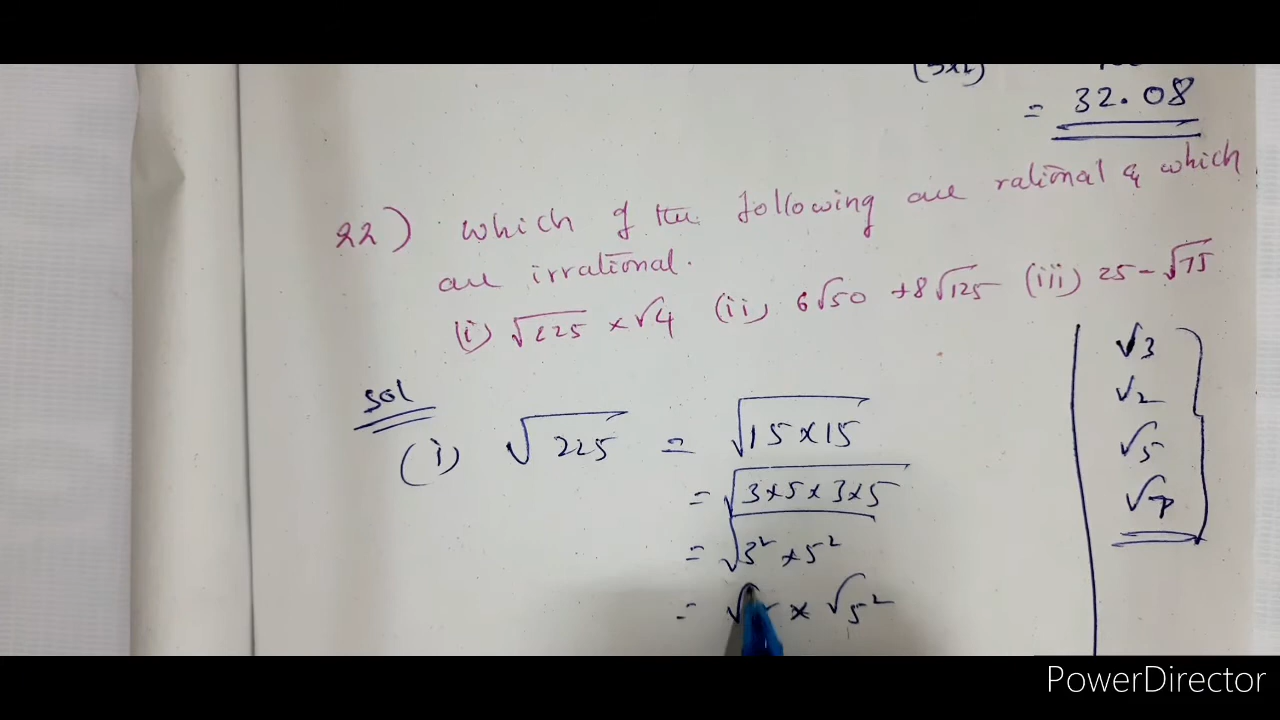 = 32.08
22) Which of the following are rational & which
are irrational.
(i) √225 × √4 (ii) 6√50 + 8√125 (iii) 25 - √75
Sol
(i) √225 = √15×15
= √3×5×3×5
= √3² × 5²
= √ ² × √5²
√3
√2
√5
√p
PowerDirector